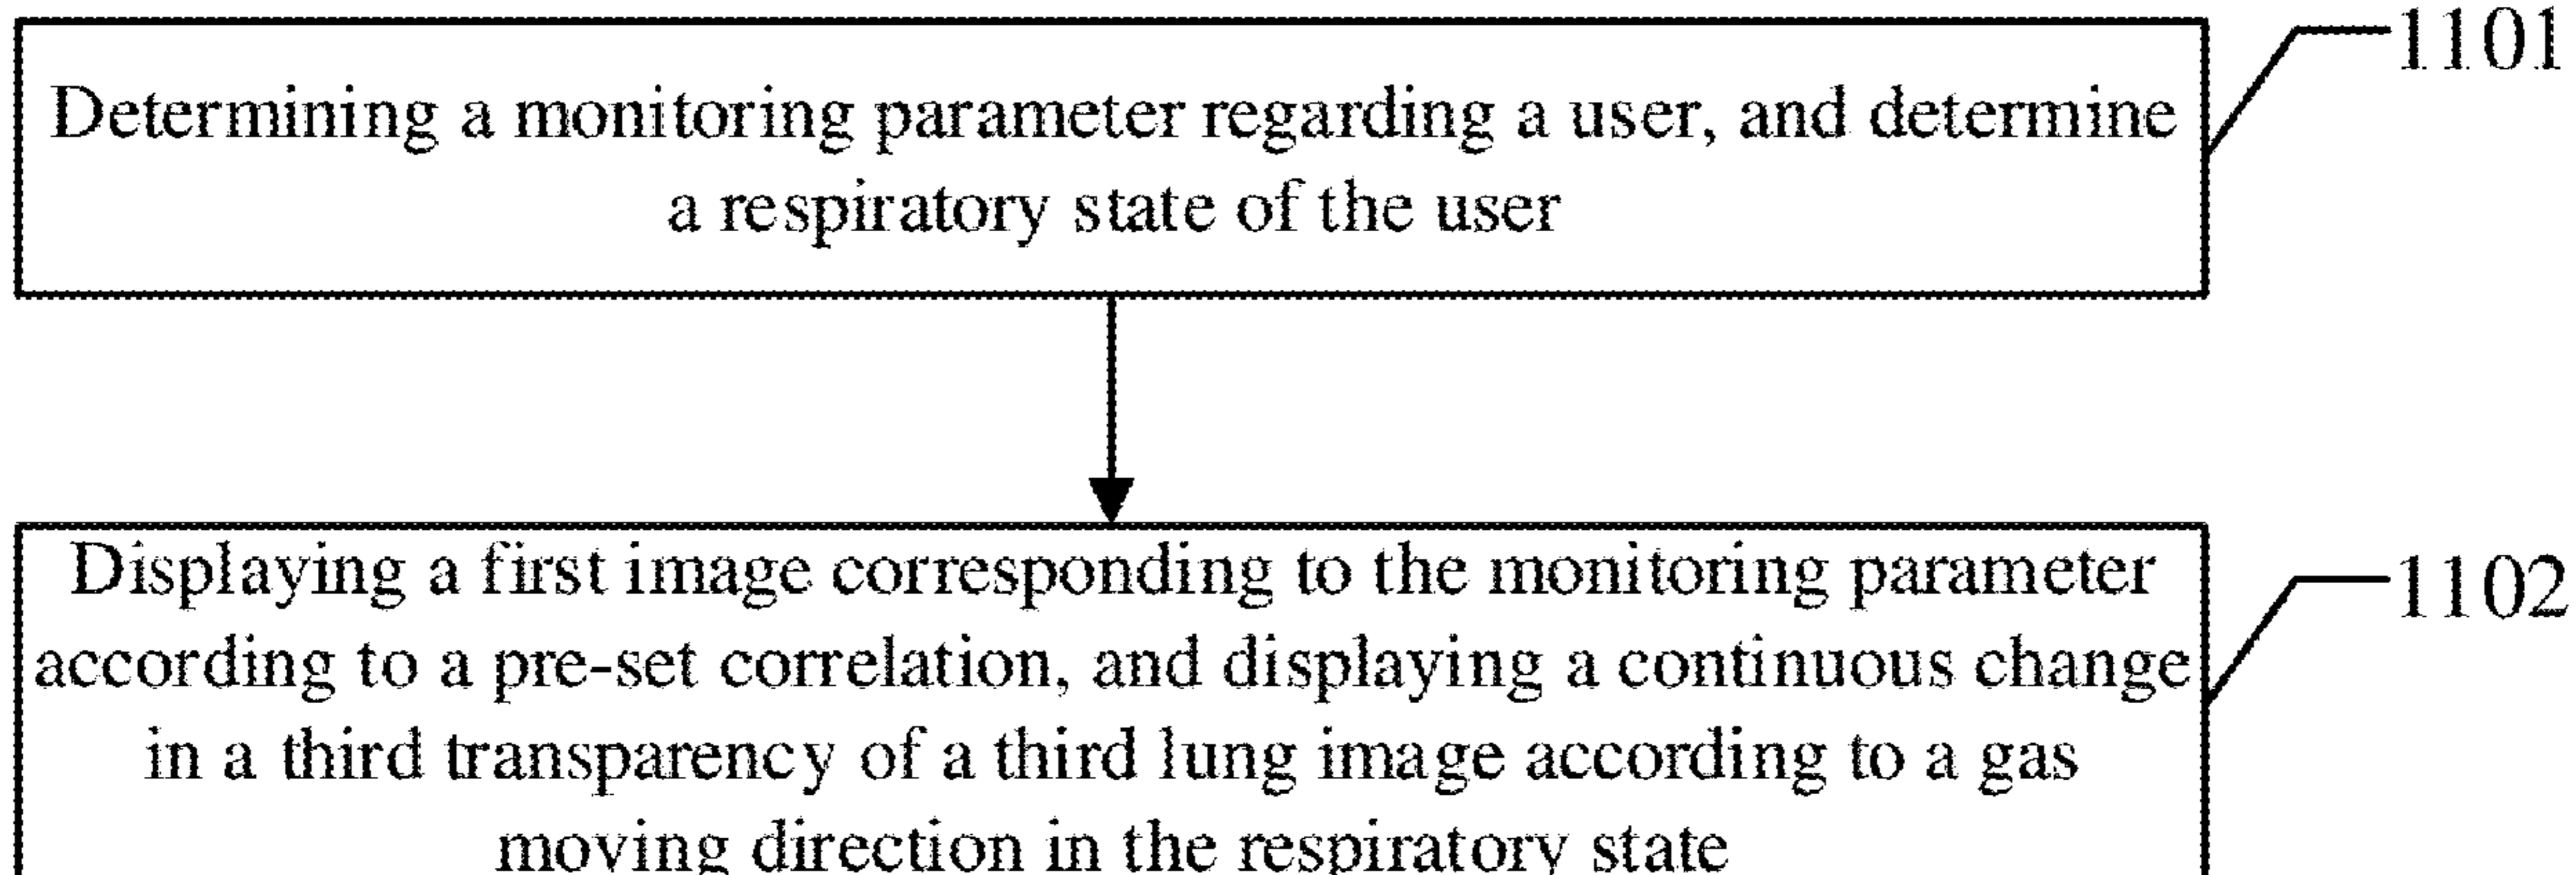 1101
Determining a monitoring parameter regarding a user, and determine
a respiratory state of the user
Displaying a first image corresponding to the monitoring parameter
1102
according to a pre-set correlation, and displaying a continuous change
in a third transparency of a third lung image according to a gas
moving direction in the respiratory state